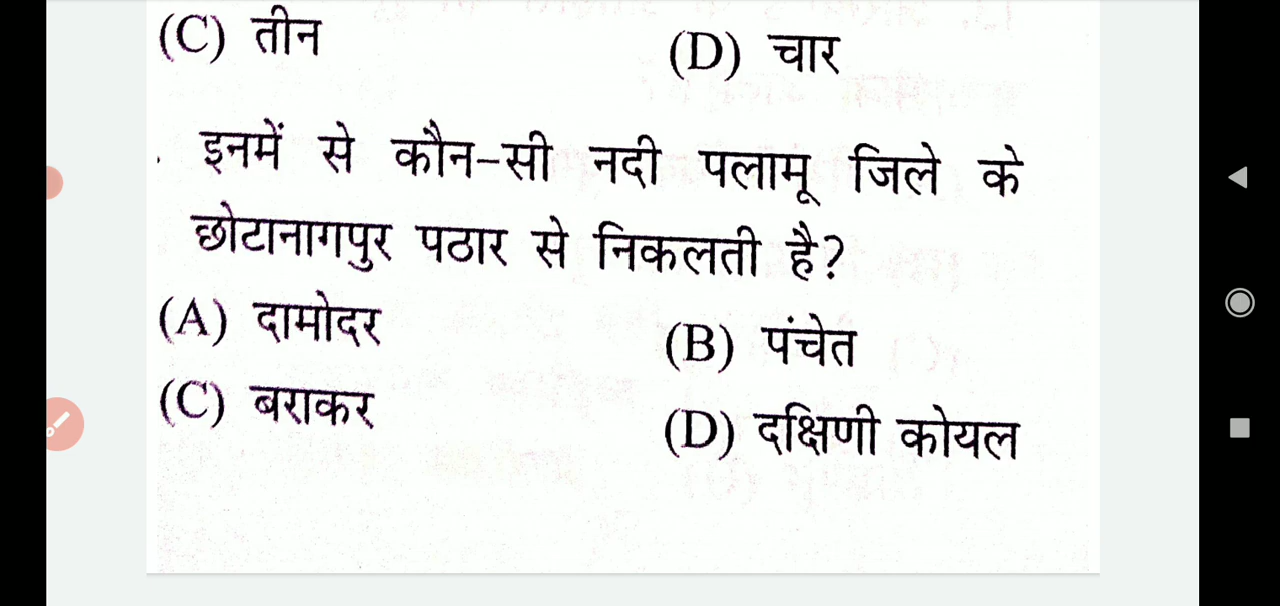 (C) तीन (D) चार
इनमें से कौन-सी नदी पलामू जिले के
छोटानागपुर पठार से निकलती है?
(A) दामोदर (B) पंचेत
(C) बराकर (D) दक्षिणी कोयल